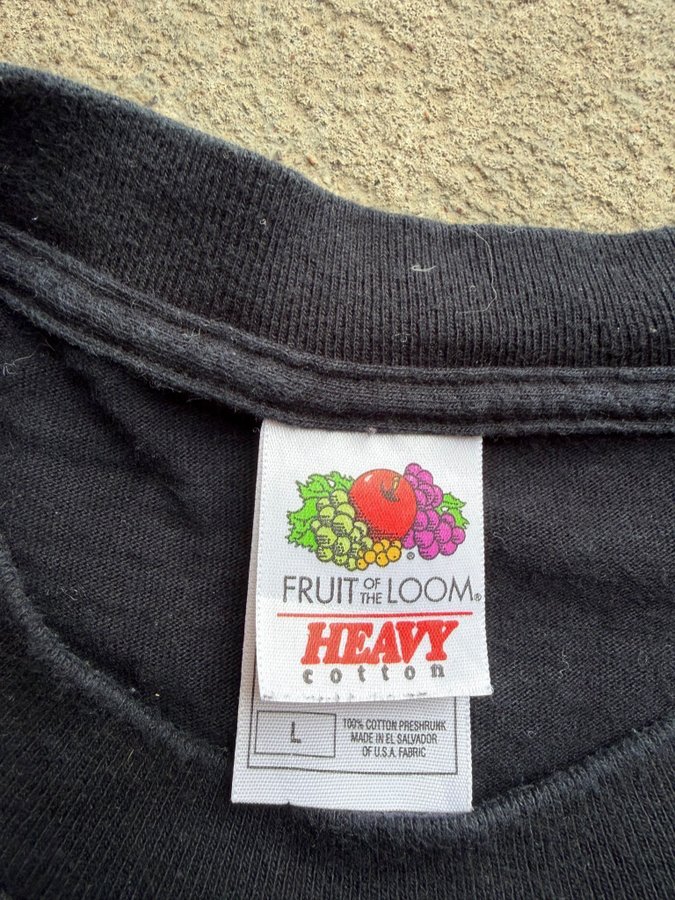 FRUIT OF THE LOOM®
HEAVY
cotton
L
100% COTTON PRESHRUNK
MADE IN EL SALVADOR
OF U.S.A. FABRIC